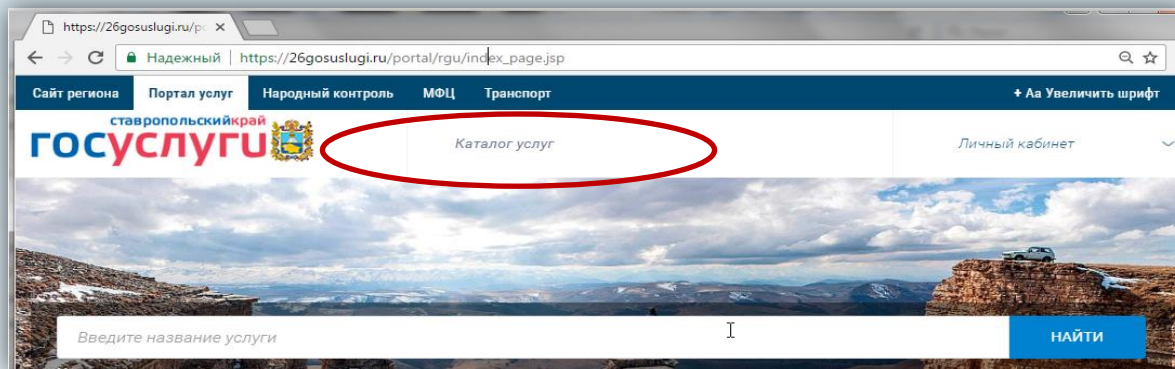 https://26gosuslugi.ru/p
Надежный | https://26gosuslugi.ru/portal/rgu/index_page.jsp
Сайт региона Портал услуг Народный контроль МФЦ Транспорт + Аа Увеличить шрифт
ставропольскийкрай
госуслуги Каталог услуг Личный кабинет
Введите название услуги НАЙТИ